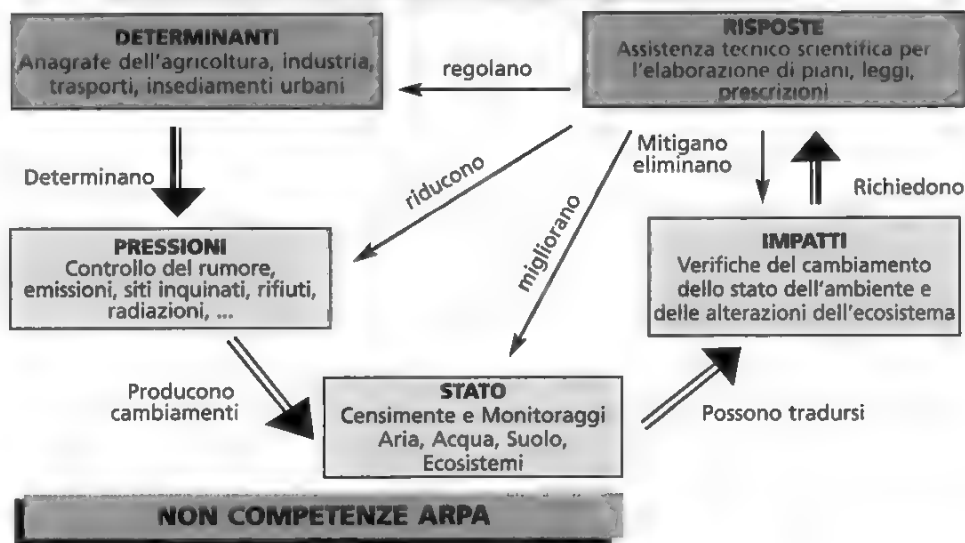 DETERMINANTI
Anagrafe dell'agricoltura, industria,
trasporti, insediamenti urbani
regolano
RISPOSTE
Assistenza tecnico scientifica per
l'elaborazione di piani, leggi,
prescrizioni
Determinano
riducono
migliorano
Mitigano
eliminano
Richiedono
PRESSIONI
Controllo del rumore,
emissioni, siti inquinati, rifiuti,
radiazioni, ...
IMPATTI
Verifiche del cambiamento
dello stato dell'ambiente e
delle alterazioni dell'ecosistema
Producono
cambiamenti
STATO
Censimente e Monitoraggi
Aria, Acqua, Suolo,
Ecosistemi
Possono tradursi
NON COMPETENZE ARPA